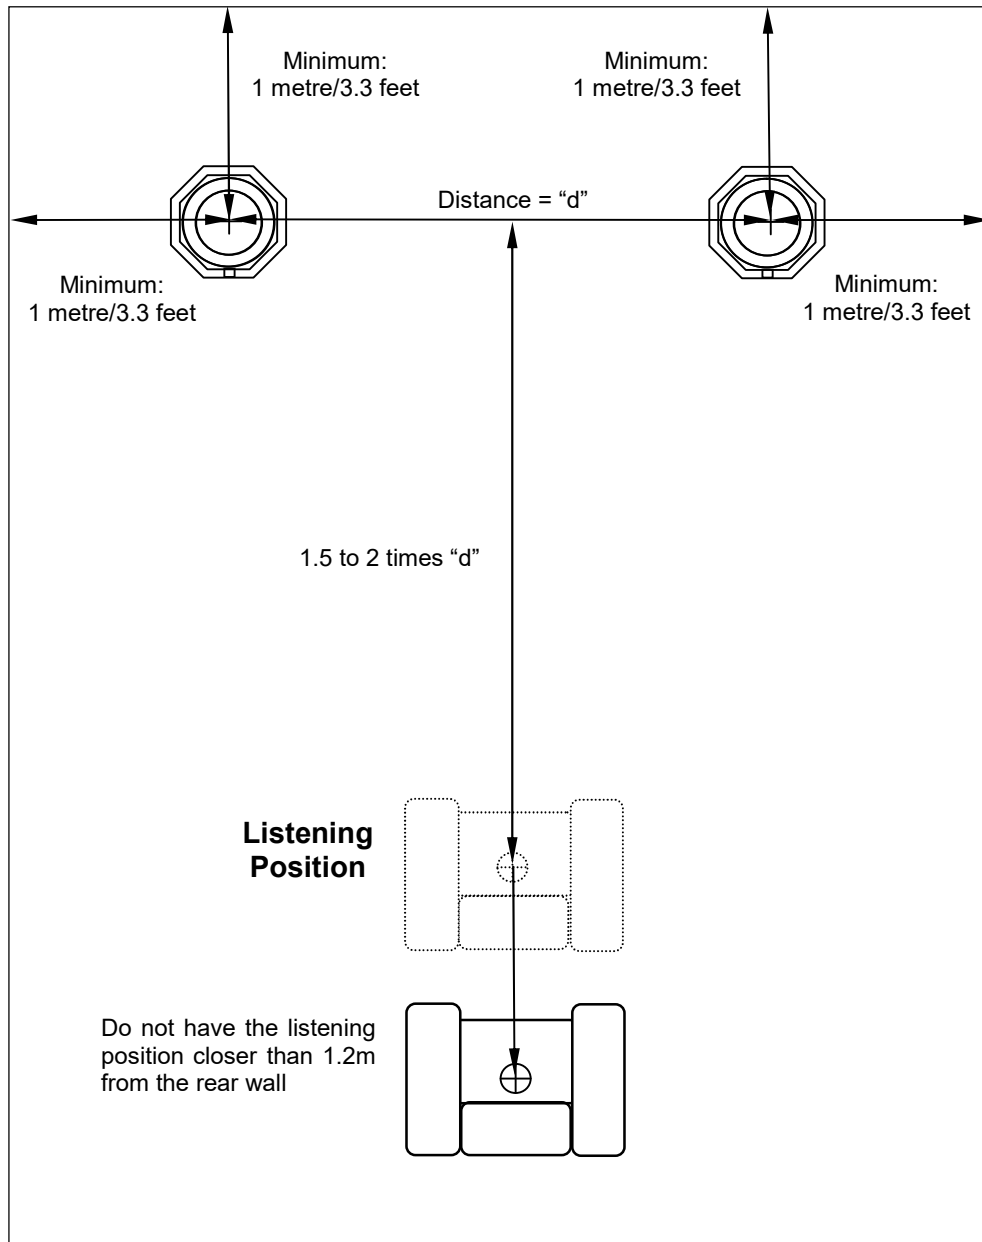 Minimum:
1 metre/3.3 feet
Minimum:
1 metre/3.3 feet
Distance = “d”
Minimum:
1 metre/3.3 feet
Minimum:
1 metre/3.3 feet
1.5 to 2 times “d”
Listening
Position
Do not have the listening
position closer than 1.2m
from the rear wall